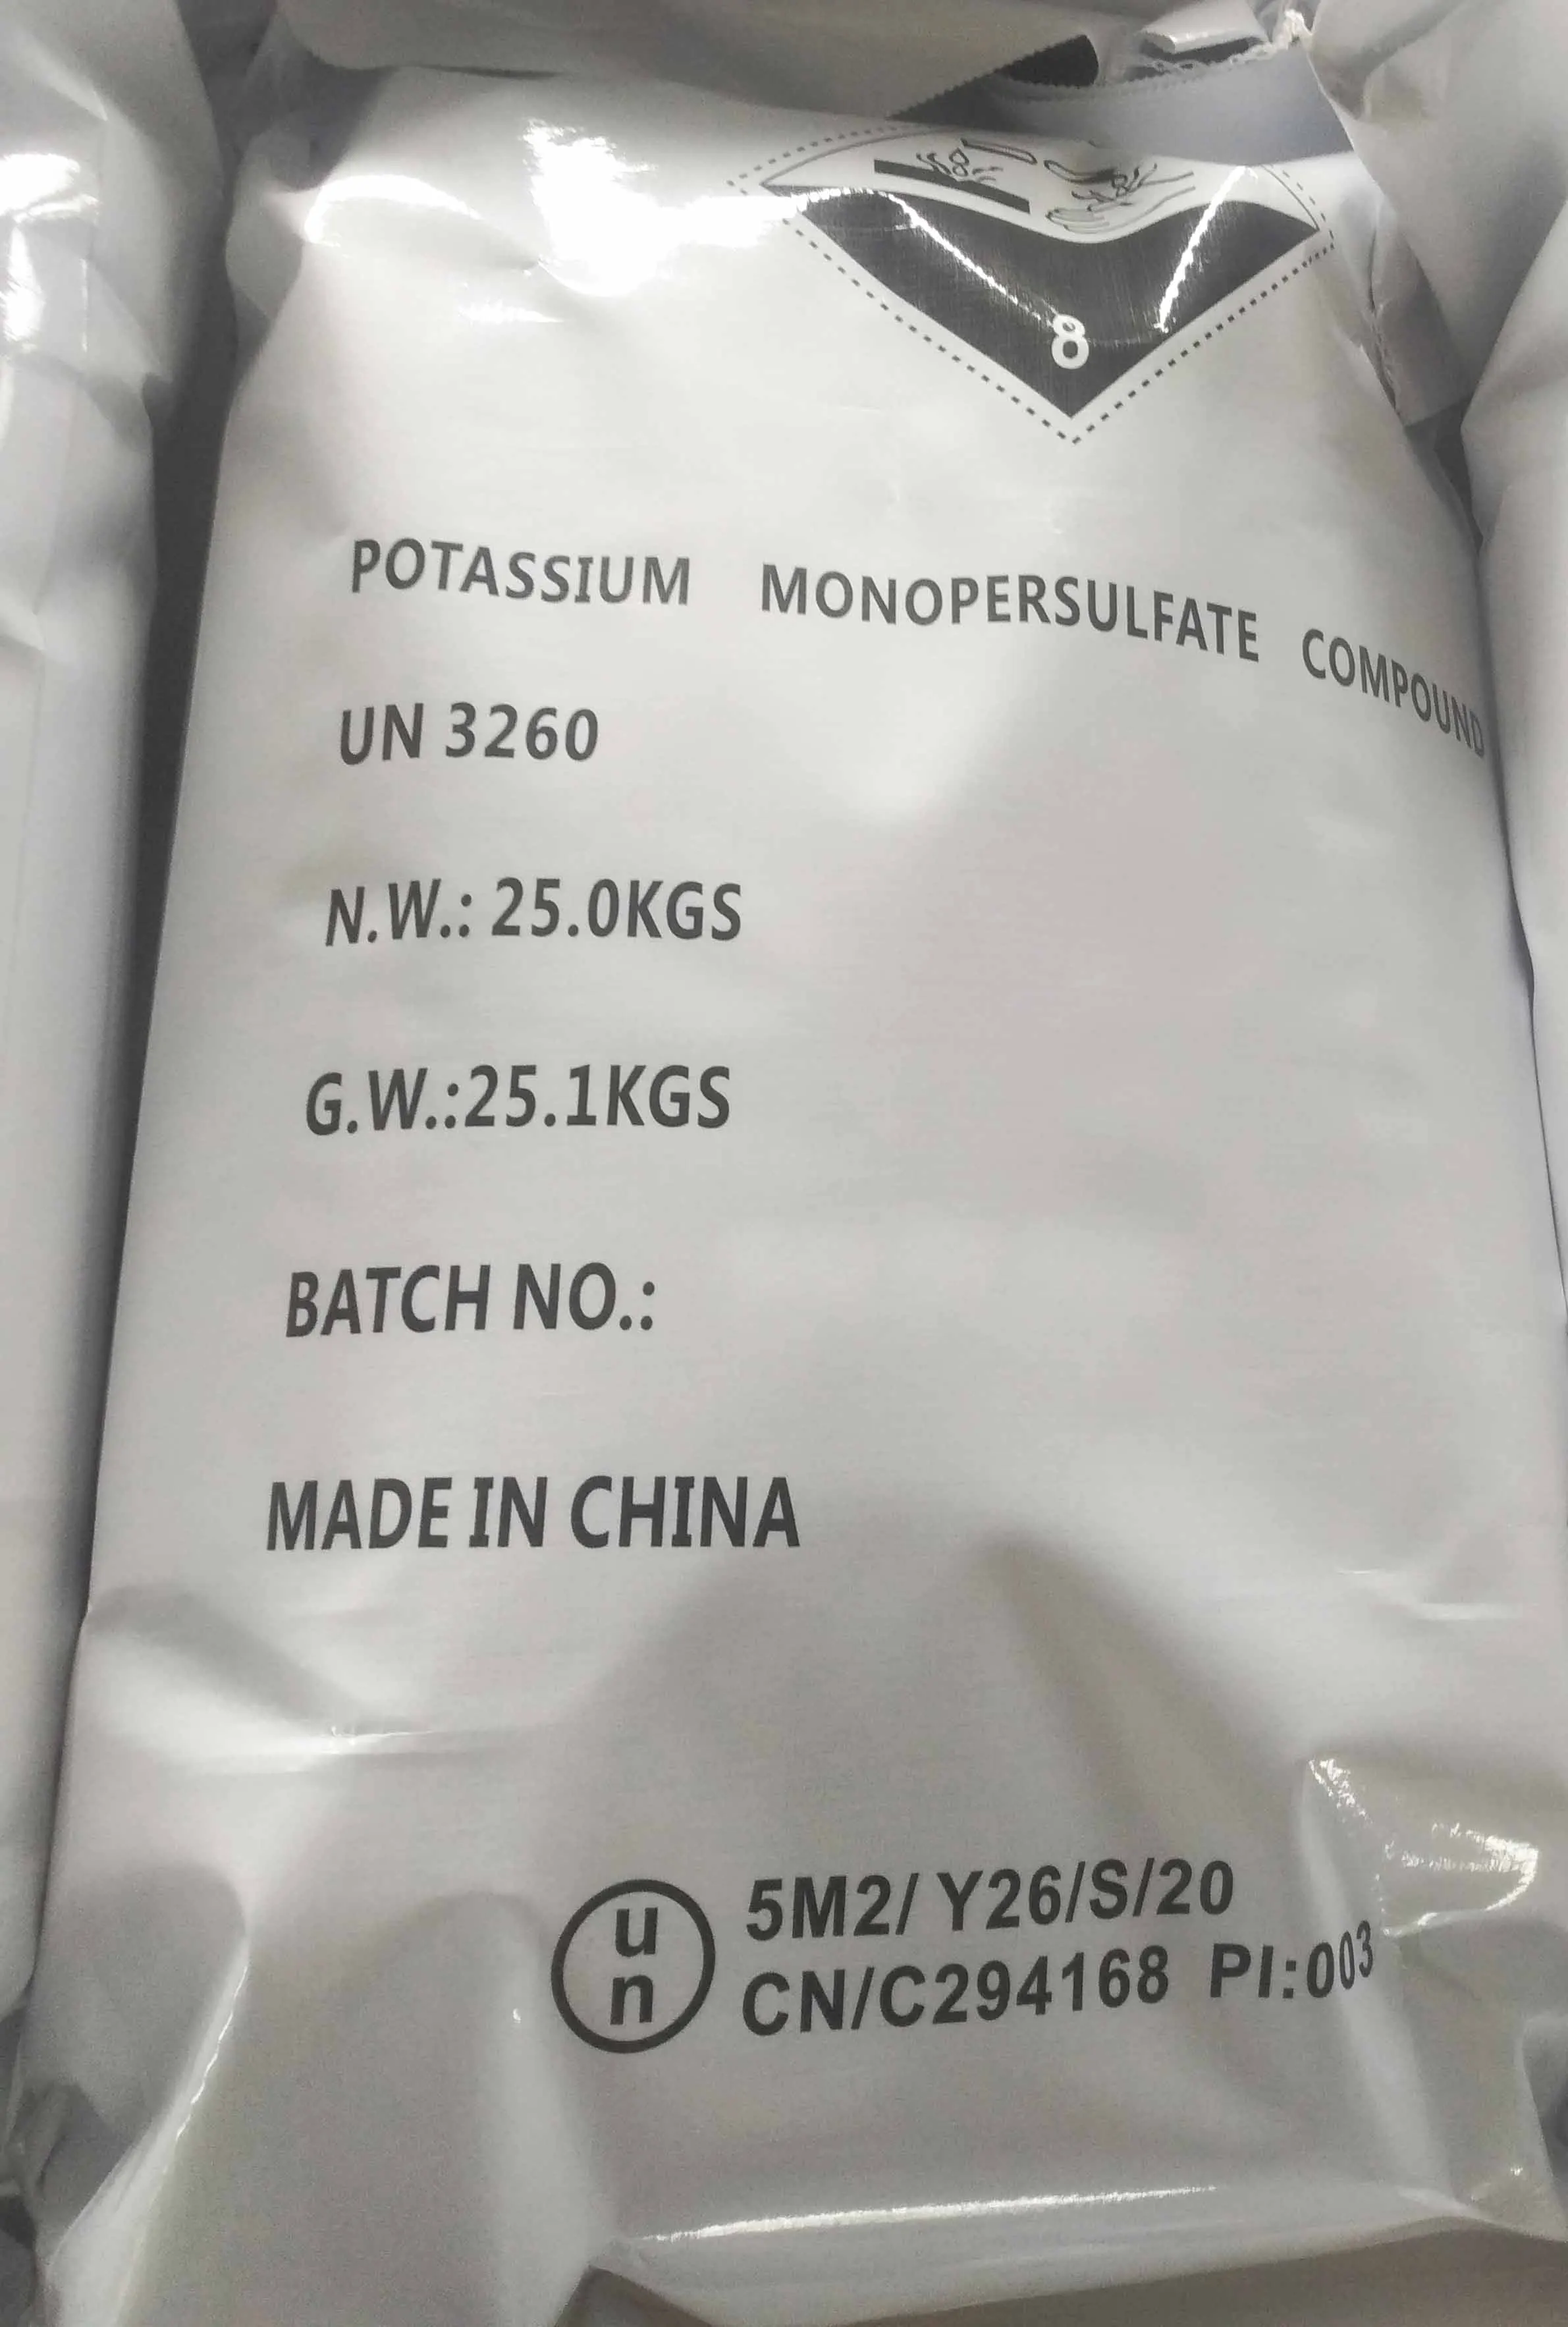 8
POTASSIUM MONOPERSULFATE COMPOUND
UN 3260
N.W.: 25.0KGS
G.W.:25.1KGS
BATCH NO.:
MADE IN CHINA
un
5M2/ Y26/S/20
CN/C294168 PI:003